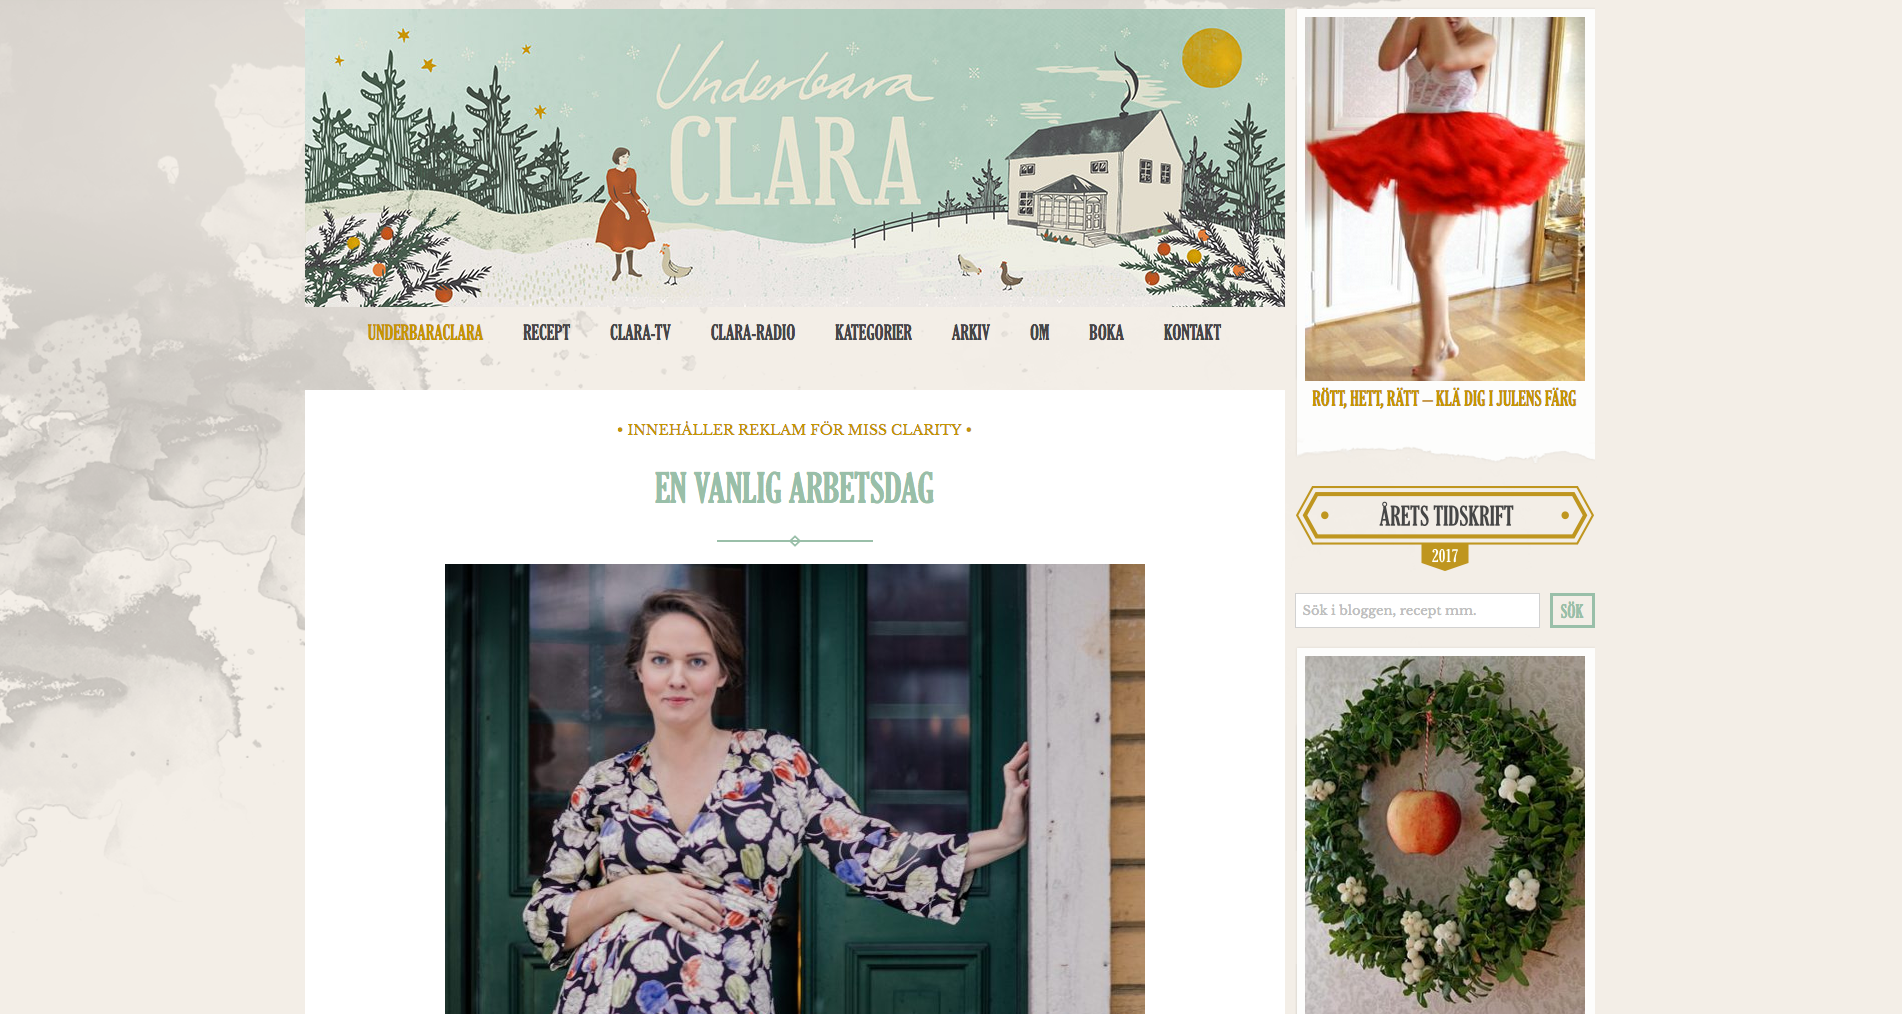 Underbara
CLARA
UNDERBARACLARA RECEPT CLARA-TV CLARA-RADIO KATEGORIER ARKIV OM BOKA KONTAKT
• INNEHÅLLER REKLAM FÖR MISS CLARITY •
EN VANLIG ARBETSDAG
RÖTT, HETT, RÄTT – KLÄ DIG I JULENS FÄRG
ÅRETS TIDSKRIFT
2017
Sök i bloggen, recept mm.
SÖK